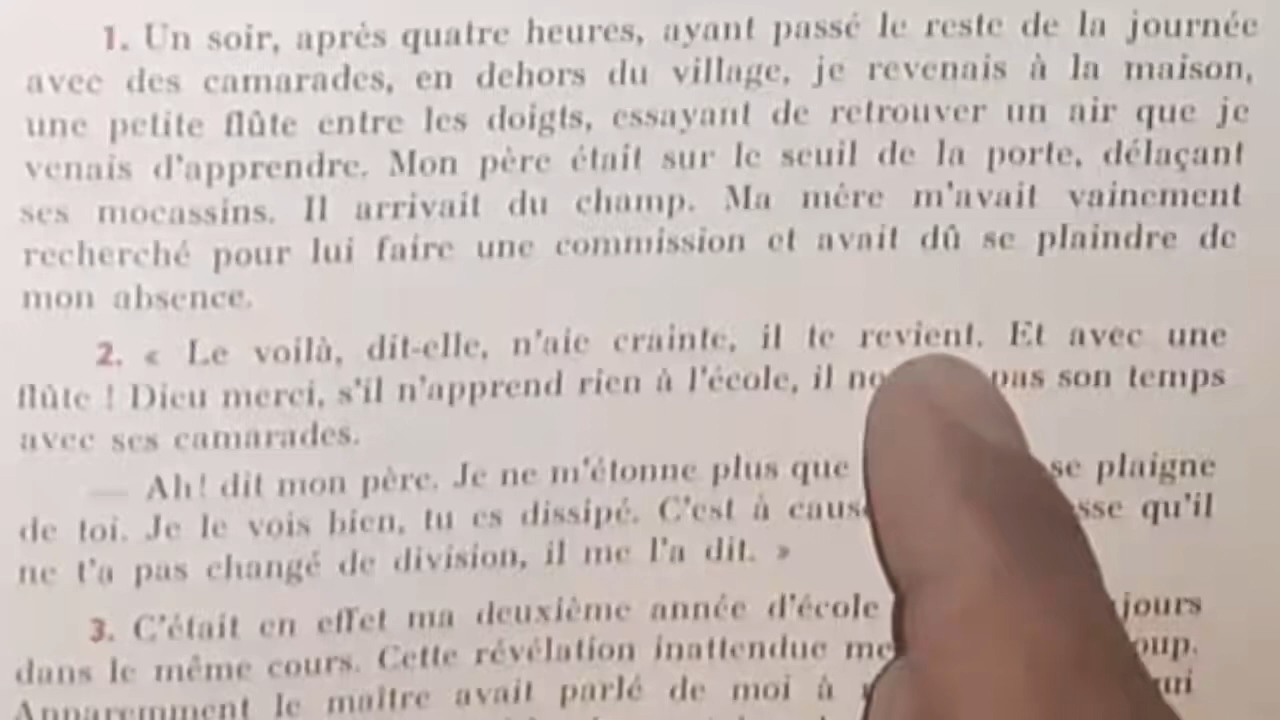 1. Un soir, après quatre heures, ayant passé le reste de la journée
avec des camarades, en dehors du village, je revenais à la maison,
une petite flûte entre les doigts, essayant de retrouver un air que je
venais d'apprendre. Mon père était sur le seuil de la porte, délaçant
ses mocassins. Il arrivait du champ. Ma mère m'avait vainement
recherché pour lui faire une commission et avait dû se plaindre de
mon absence.
2. « Le voilà, dit-elle, n'aie crainte, il te revient. Et avec une
flûte ! Dieu merci, s'il n'apprend rien à l'école, il pas son temps
avec ses camarades.
— Ah! dit mon père. Je ne m'étonne plus que se plaigne
de toi. Je le vois bien, tu es dissipé. C'est à qu'il
ne t'a pas changé de division, il me l'a dit. »
3. C'était en effet ma deuxième année d'école
dans le même cours. Cette révélation inattendue
Apparemment le maître avait parlé de moi à